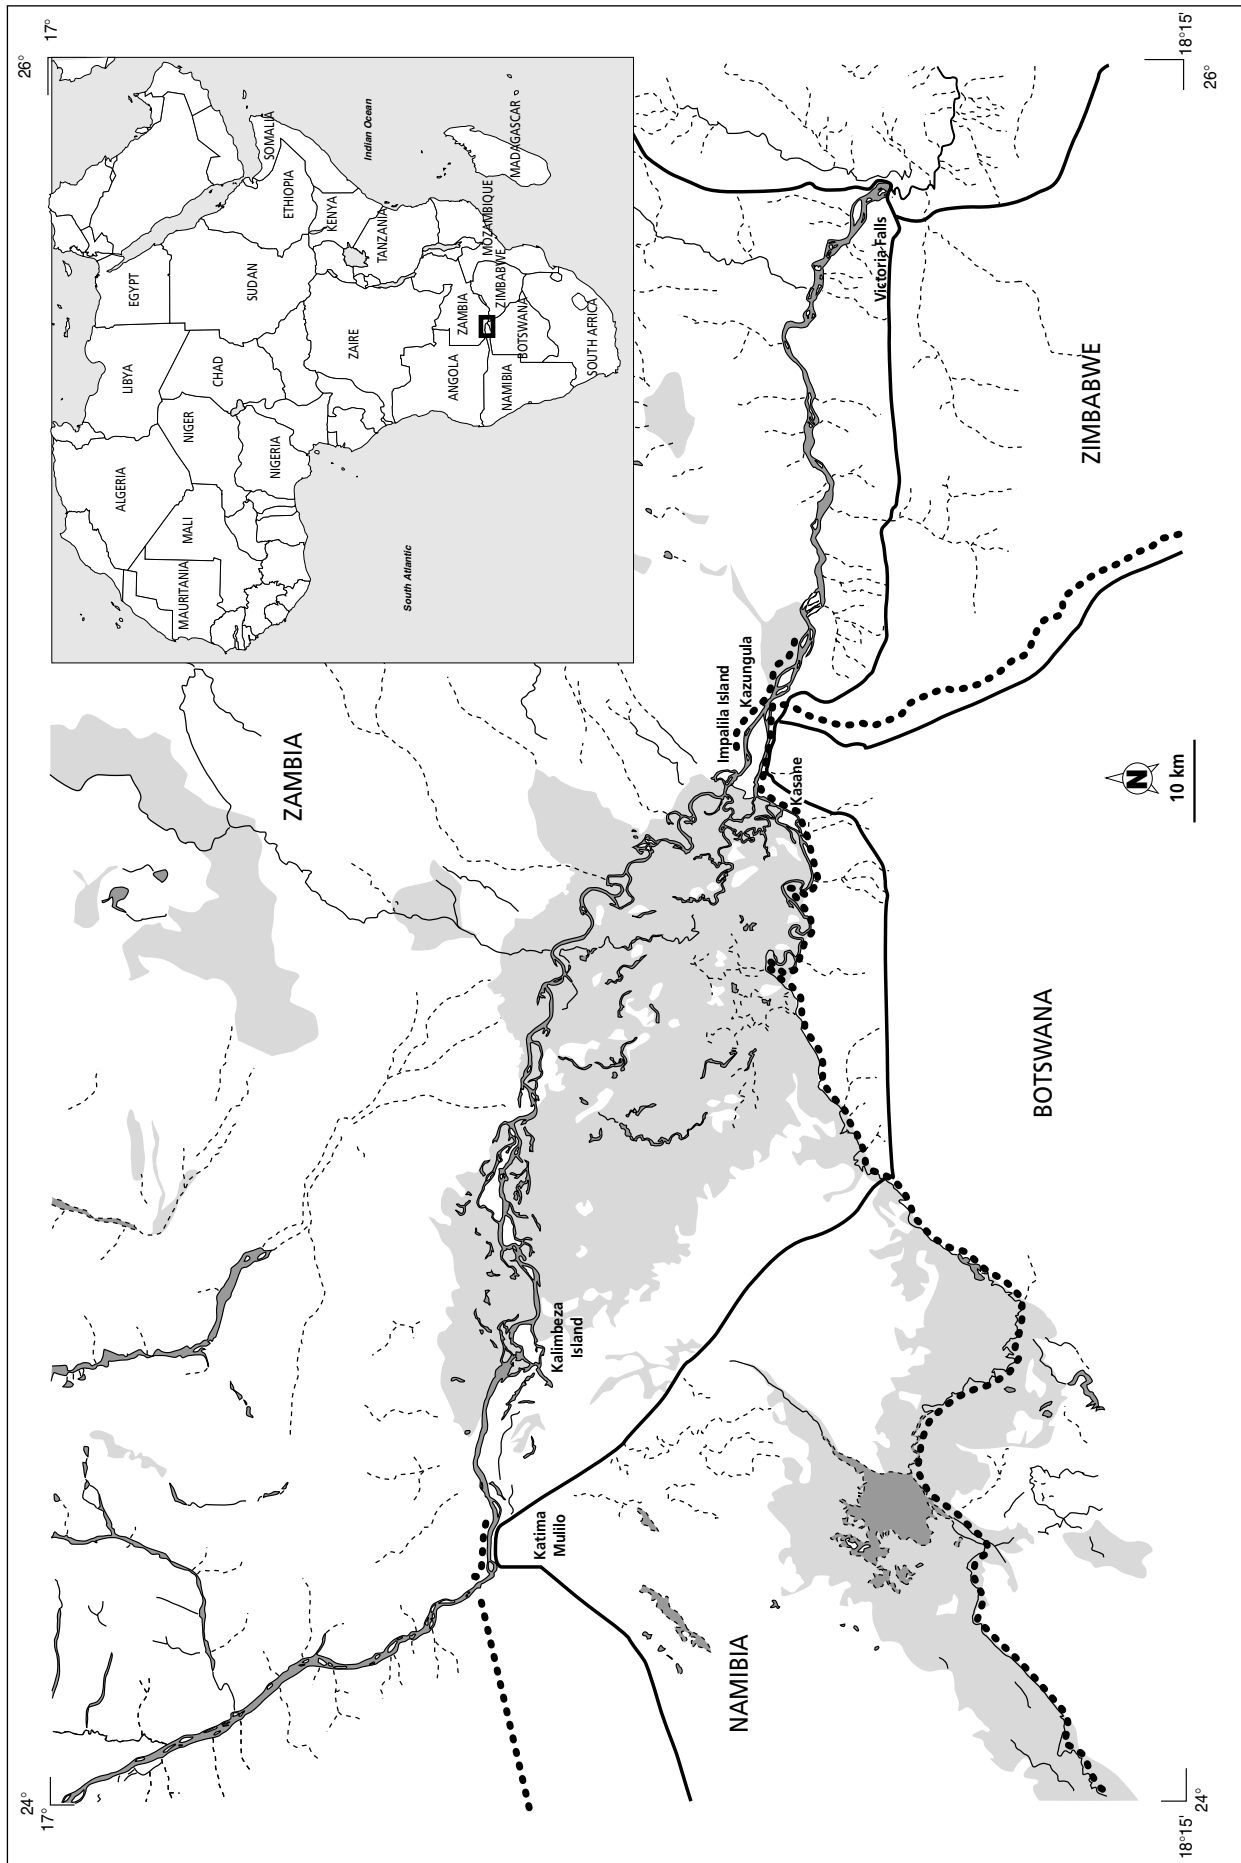 24°
17°
26°
17°
18°15'
24°
18°15'
26°
ALGERIA
LIBYA
EGYPT
MAURITANIA
MALI
NIGER
CHAD
SUDAN
NIGERIA
ETHIOPIA
SOMALIA
ZAIRE
KENYA
TANZANIA
ANGOLA
ZAMBIA
MOZAMBIQUE
ZIMBABWE
NAMIBIA
BOTSWANA
SOUTH AFRICA
MADAGASCAR
South Atlantic
Indian Ocean
ZAMBIA
Katima
Mulilo
Kalimbeza
Island
Impalila Island
Kazungula
Kasane
Victoria Falls
NAMIBIA
BOTSWANA
ZIMBABWE
N
10 km